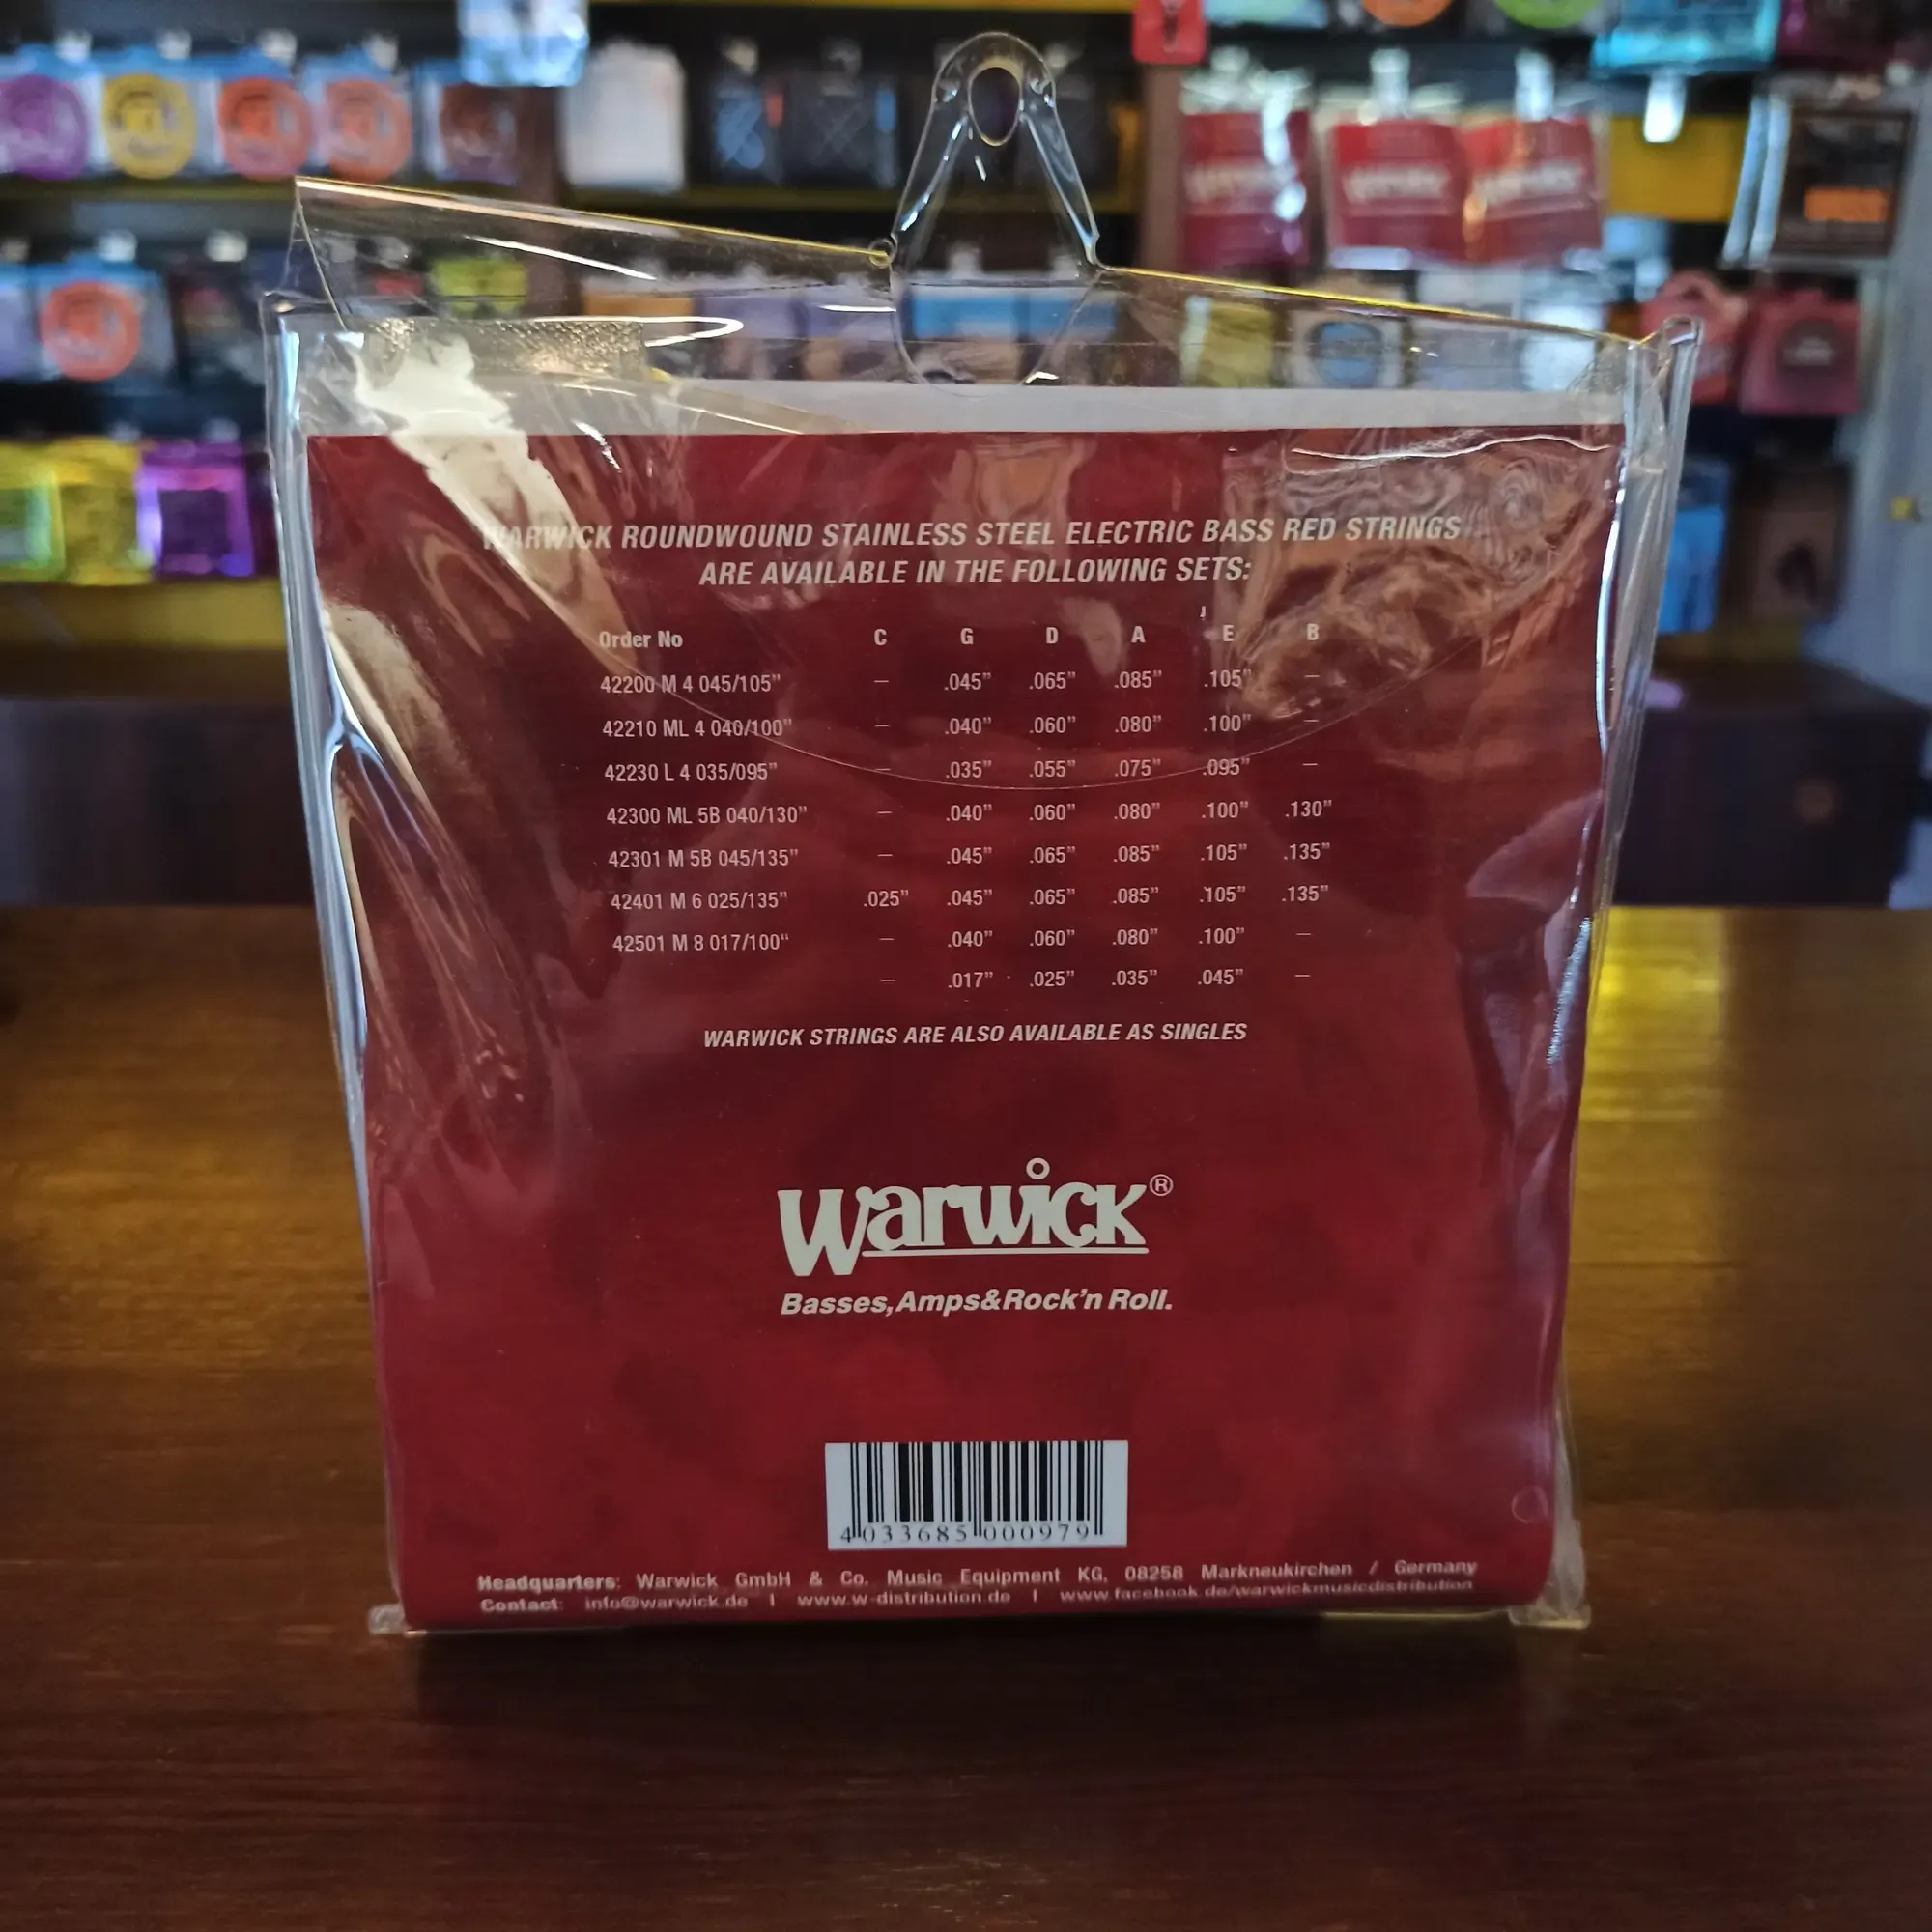 WARWICK ROUNDWOUND STAINLESS STEEL ELECTRIC BASS RED STRINGS
ARE AVAILABLE IN THE FOLLOWING SETS:
Order No C G D A E B
42200 M 4 045/105" – .045" .065" .085" .105" –
42210 ML 4 040/100" – .040" .060" .080" .100" –
42230 L 4 035/095" – .035" .055" .075" .095" –
42300 ML 5B 040/130" – .040" .060" .080" .100" .130"
42301 M 5B 045/135" – .045" .065" .085" .105" .135"
42401 M 6 025/135" .025" .045" .065" .085" .105" .135"
42501 M 8 017/100“ – .040" .060" .080" .100" –
– .017" .025" .035" .045" –
WARWICK STRINGS ARE ALSO AVAILABLE AS SINGLES
Warwick®
Basses,Amps&Rock'n Roll.
4 033685 000979
Headquarters: Warwick GmbH & Co. Music Equipment KG, 08258 Markneukirchen / Germany
Contact: info@warwick.de | www.w-distribution.de | www.facebook.de/warwickmusicdistribution